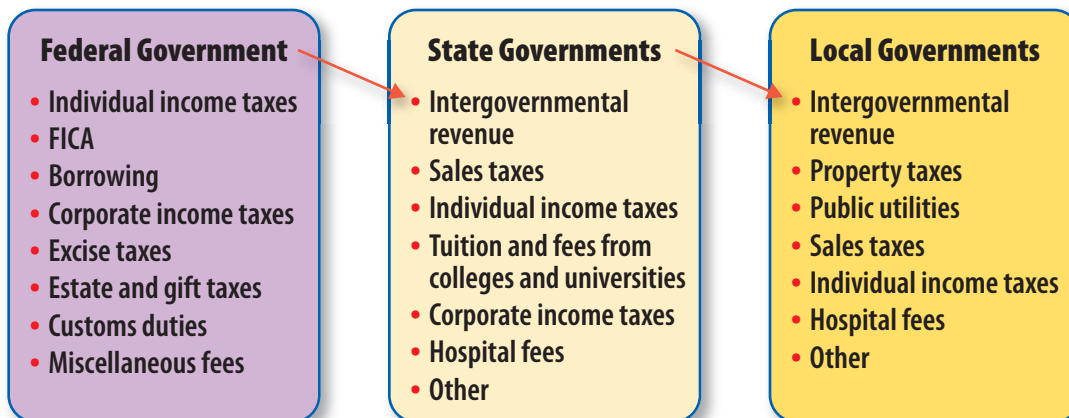 Federal Government
• Individual income taxes
• FICA
• Borrowing
• Corporate income taxes
• Excise taxes
• Estate and gift taxes
• Customs duties
• Miscellaneous fees
State Governments
• Intergovernmental
revenue
• Sales taxes
• Individual income taxes
• Tuition and fees from
colleges and universities
• Corporate income taxes
• Hospital fees
• Other
Local Governments
• Intergovernmental
revenue
• Property taxes
• Public utilities
• Sales taxes
• Individual income taxes
• Hospital fees
• Other